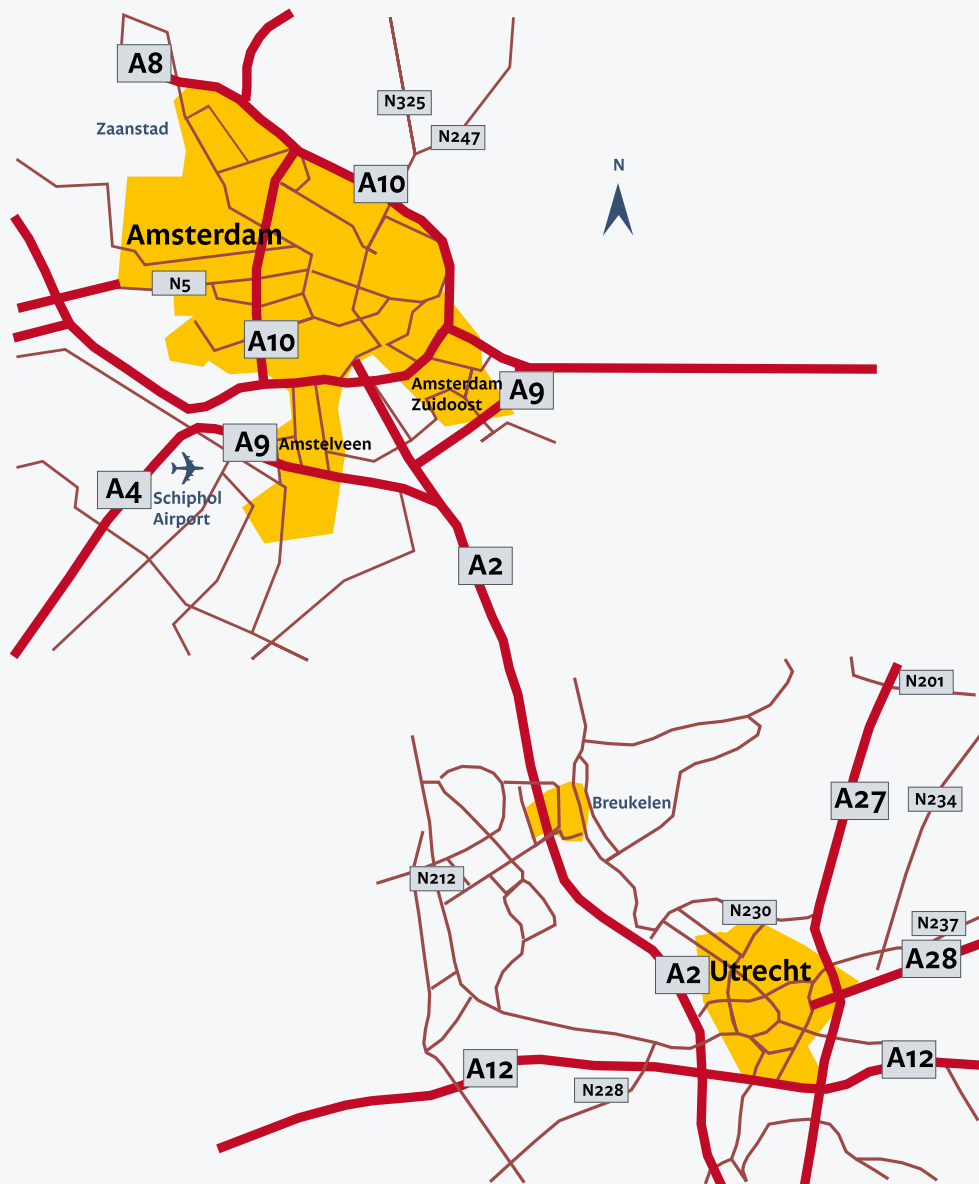 A8
N325
Zaanstad
N247
N
A10
Amsterdam
N5
A10
Amsterdam
Zuidoost
A9
A9
Amstelveen
A4
Schiphol
Airport
A2
N201
A27
N234
Breukelen
N212
N230
N237
A28
A2
Utrecht
A12
A12
N228